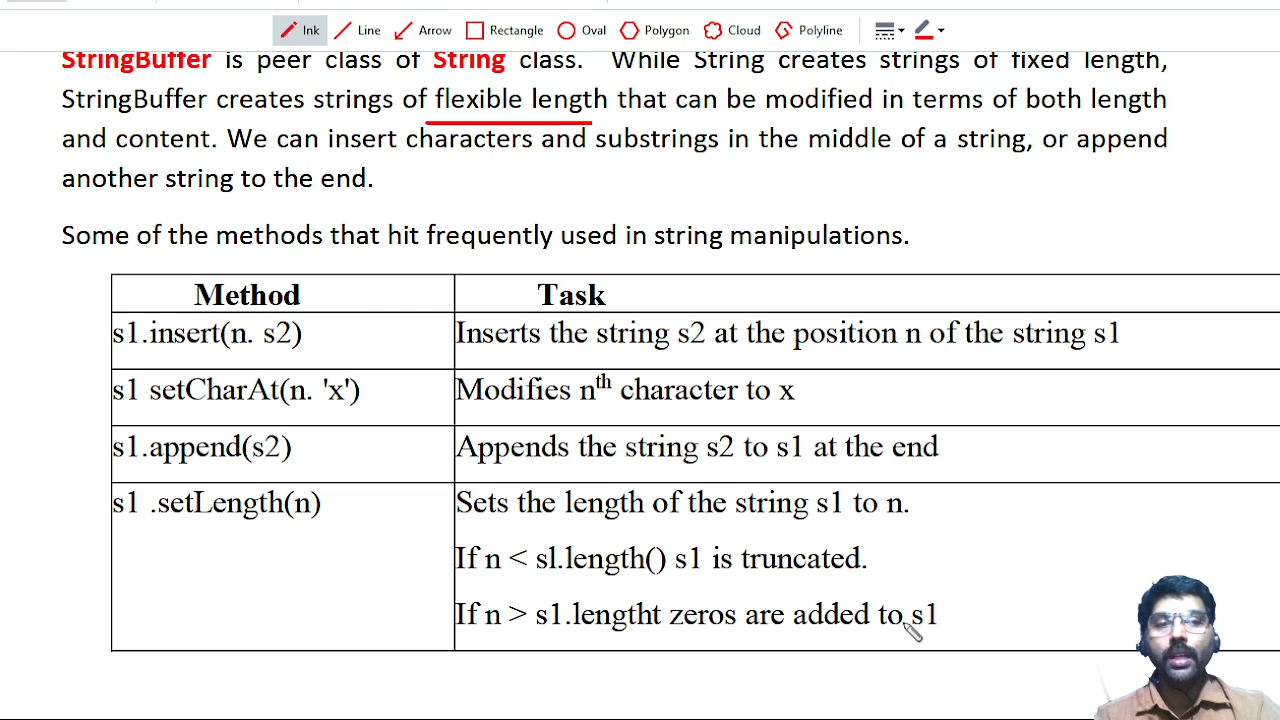 Ink Line Arrow Rectangle Oval Polygon Cloud Polyline
StringBuffer is peer class of String class. While String creates strings of fixed length,
StringBuffer creates strings of flexible length that can be modified in terms of both length
and content. We can insert characters and substrings in the middle of a string, or append
another string to the end.
Some of the methods that hit frequently used in string manipulations.
Method Task
s1.insert(n. s2) Inserts the string s2 at the position n of the string s1
s1 setCharAt(n. 'x') Modifies nth character to x
s1.append(s2) Appends the string s2 to s1 at the end
s1 .setLength(n) Sets the length of the string s1 to n.
If n < sl.length() s1 is truncated.
If n > s1.lengtht zeros are added to s1